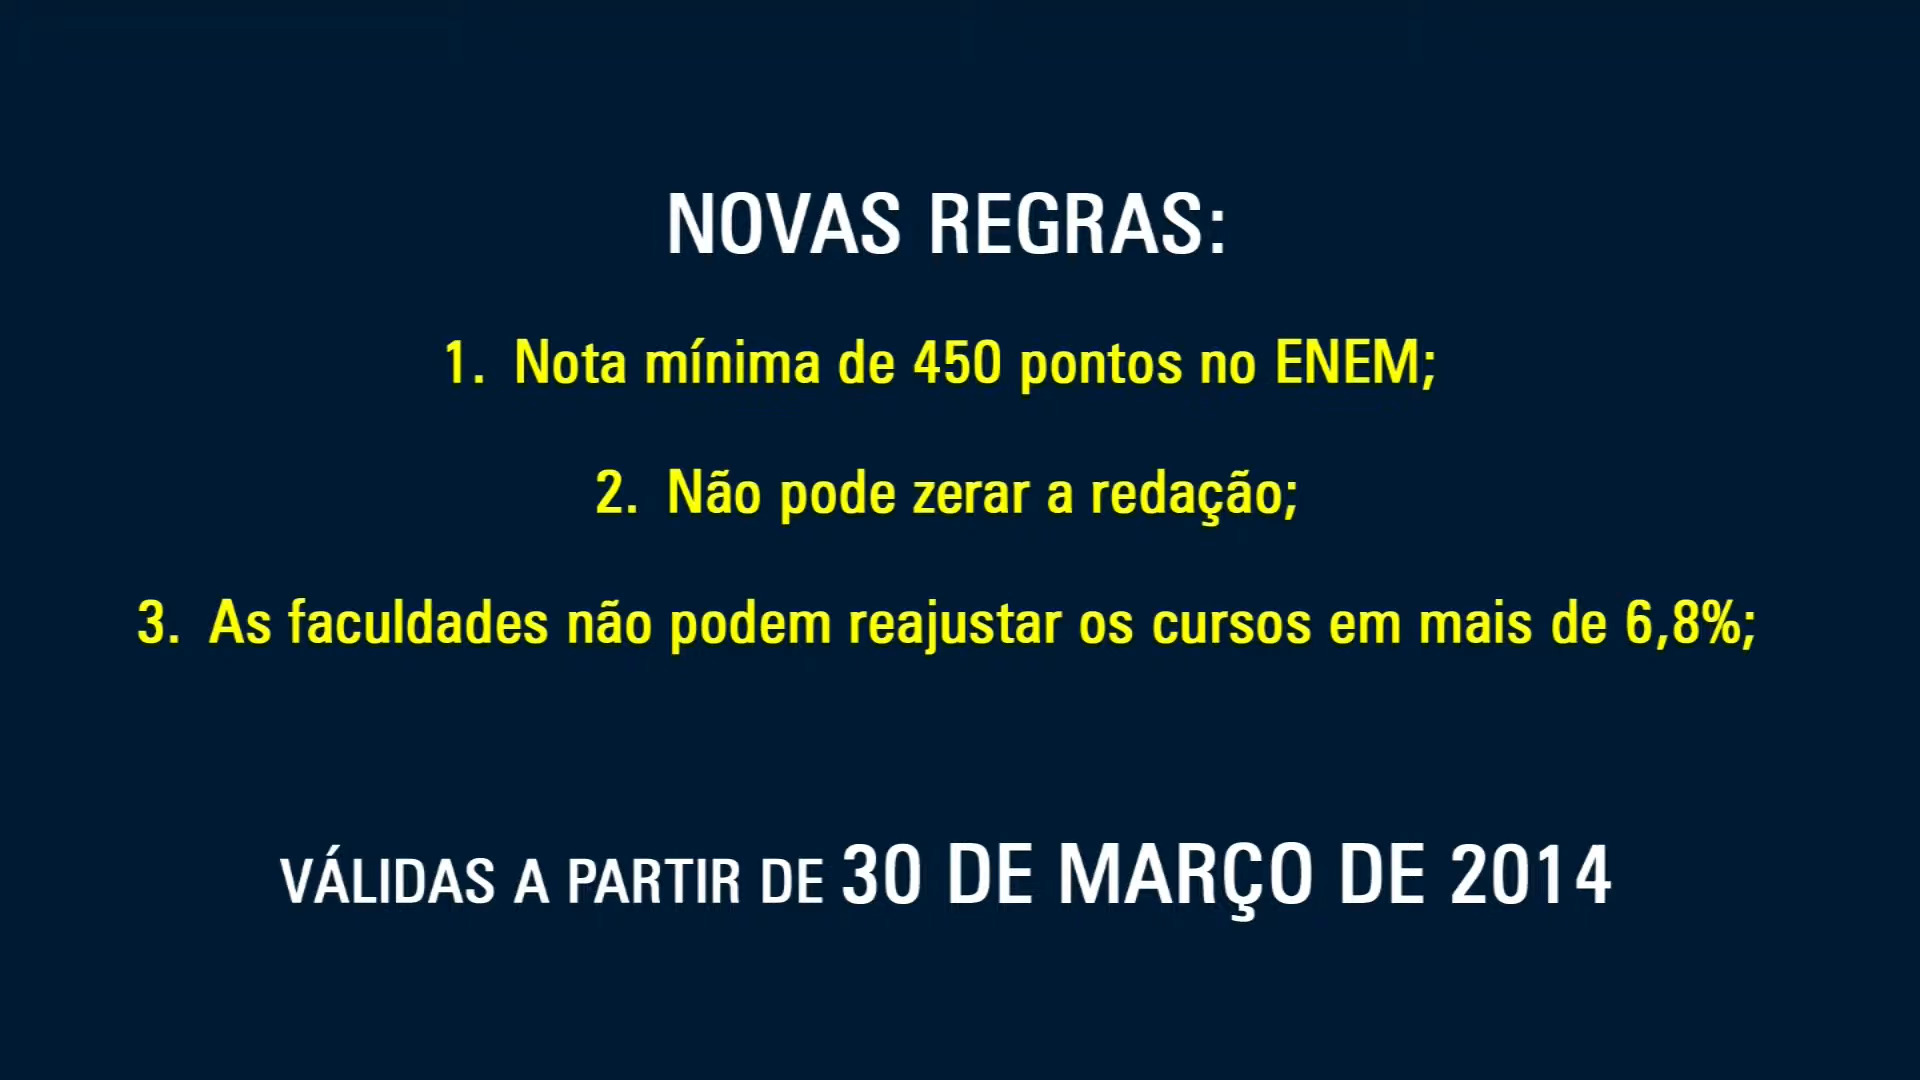 NOVAS REGRAS:
1. Nota mínima de 450 pontos no ENEM;
2. Não pode zerar a redação;
3. As faculdades não podem reajustar os cursos em mais de 6,8%;
VÁLIDAS A PARTIR DE 30 DE MARÇO DE 2014